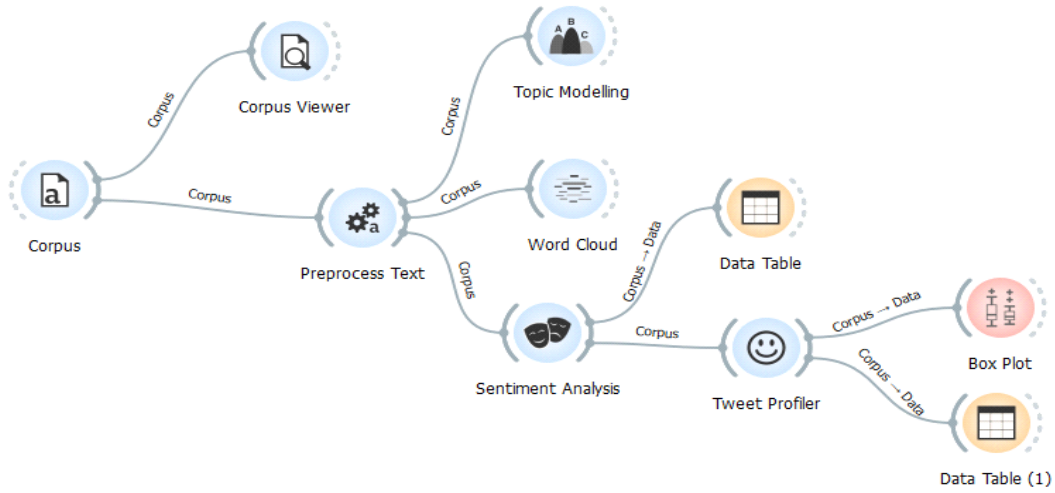 A B C
Topic Modelling
Corpus Viewer
Corpus
Corpus
a
Corpus
Corpus
a
Preprocess Text
Corpus
Word Cloud
Corpus
Corpus → Data
Data Table
Sentiment Analysis
Corpus
Tweet Profiler
Corpus → Data
Box Plot
Corpus → Data
Data Table (1)